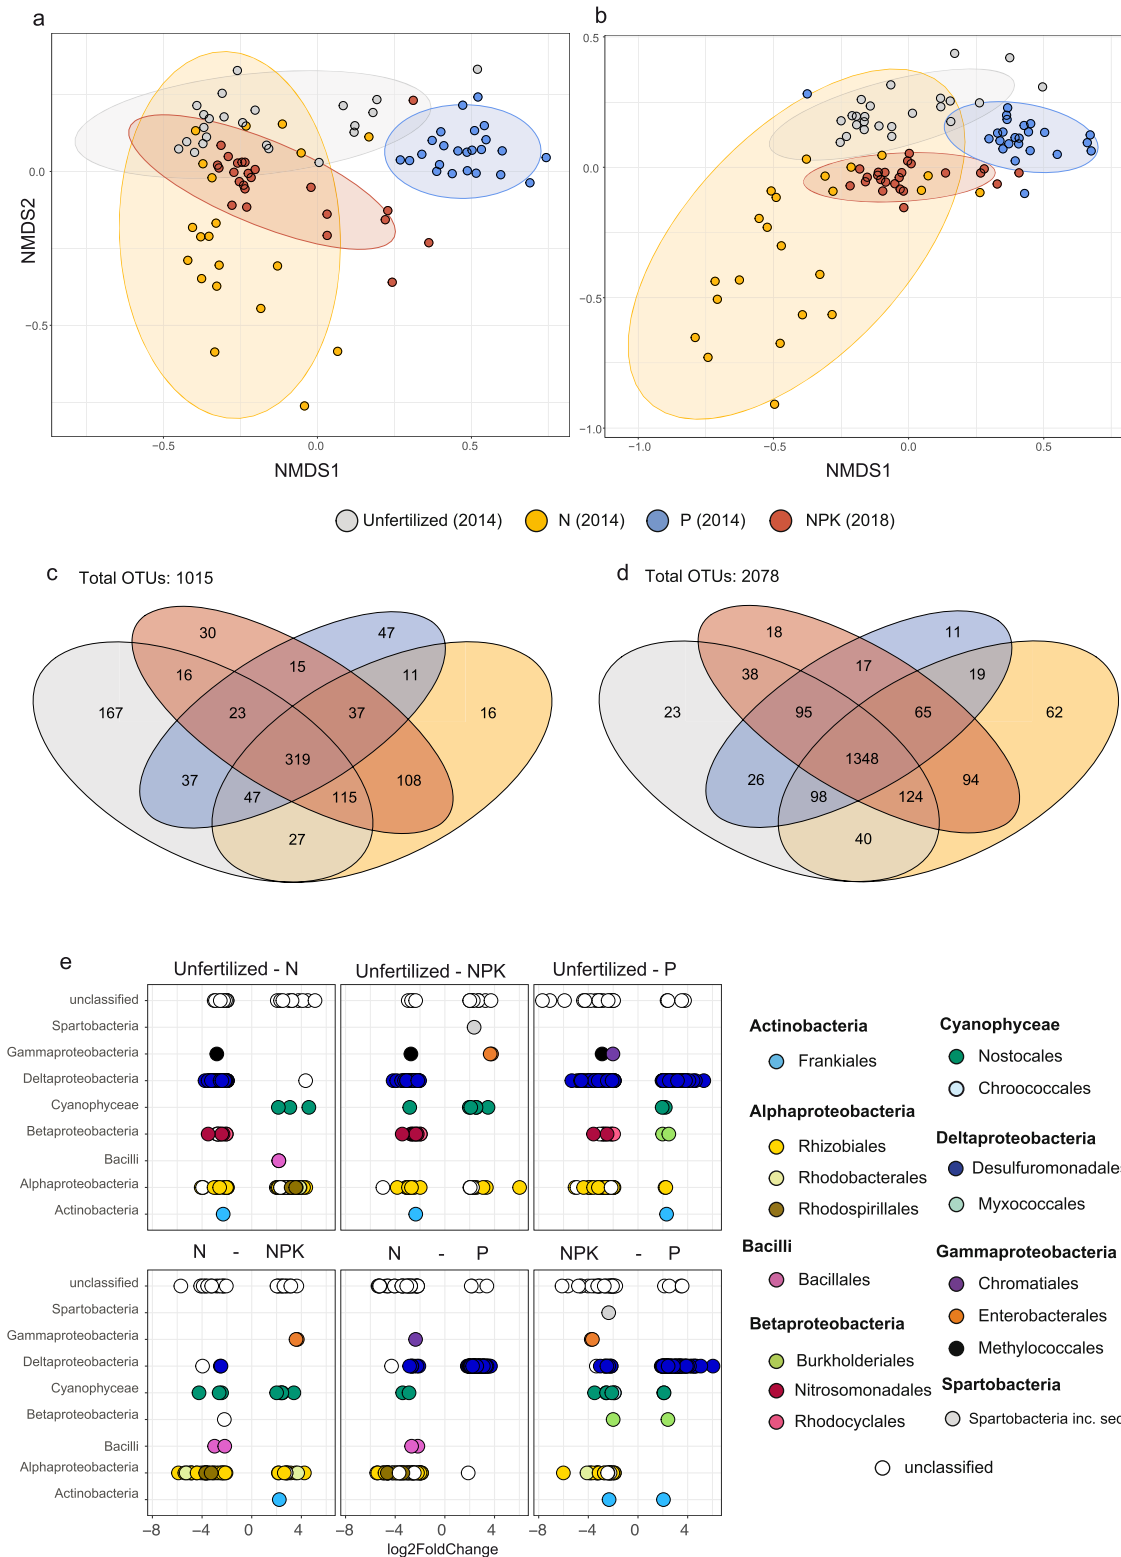 a
b
0.5
0.0
−0.5
NMDS2
0.0
−0.5
−1.0
−0.5
0.0
0.5
−1.0
−0.5
0.0
0.5
NMDS1
NMDS1
Unfertilized (2014)
N (2014)
P (2014)
NPK (2018)
c
Total OTUs: 1015
d
Total OTUs: 2078
30
47
16
15
11
167
23
37
16
319
37
47
115
108
27
18
11
38
17
19
23
95
65
62
1348
26
98
124
94
40
e
Unfertilized - N
Unfertilized - NPK
Unfertilized - P
unclassified
Spartobacteria
Gammaproteobacteria
Deltaproteobacteria
Cyanophyceae
Betaproteobacteria
Bacilli
Alphaproteobacteria
Actinobacteria
N - NPK
N - P
NPK - P
unclassified
Spartobacteria
Gammaproteobacteria
Deltaproteobacteria
Cyanophyceae
Betaproteobacteria
Bacilli
Alphaproteobacteria
Actinobacteria
−8 −4 0 4
−8 −4 0 4
−8 −4 0 4
log2FoldChange
Actinobacteria
Frankiales
Alphaproteobacteria
Rhizobiales
Rhodobacterales
Rhodospirillales
Bacilli
Bacillales
Betaproteobacteria
Burkholderiales
Nitrosomonadales
Rhodocyclales
Cyanophyceae
Nostocales
Chroococcales
Deltaproteobacteria
Desulfuromonadales
Myxococcales
Gammaproteobacteria
Chromatiales
Enterobacterales
Methylococcales
Spartobacteria
Spartobacteria inc. sed
unclassified